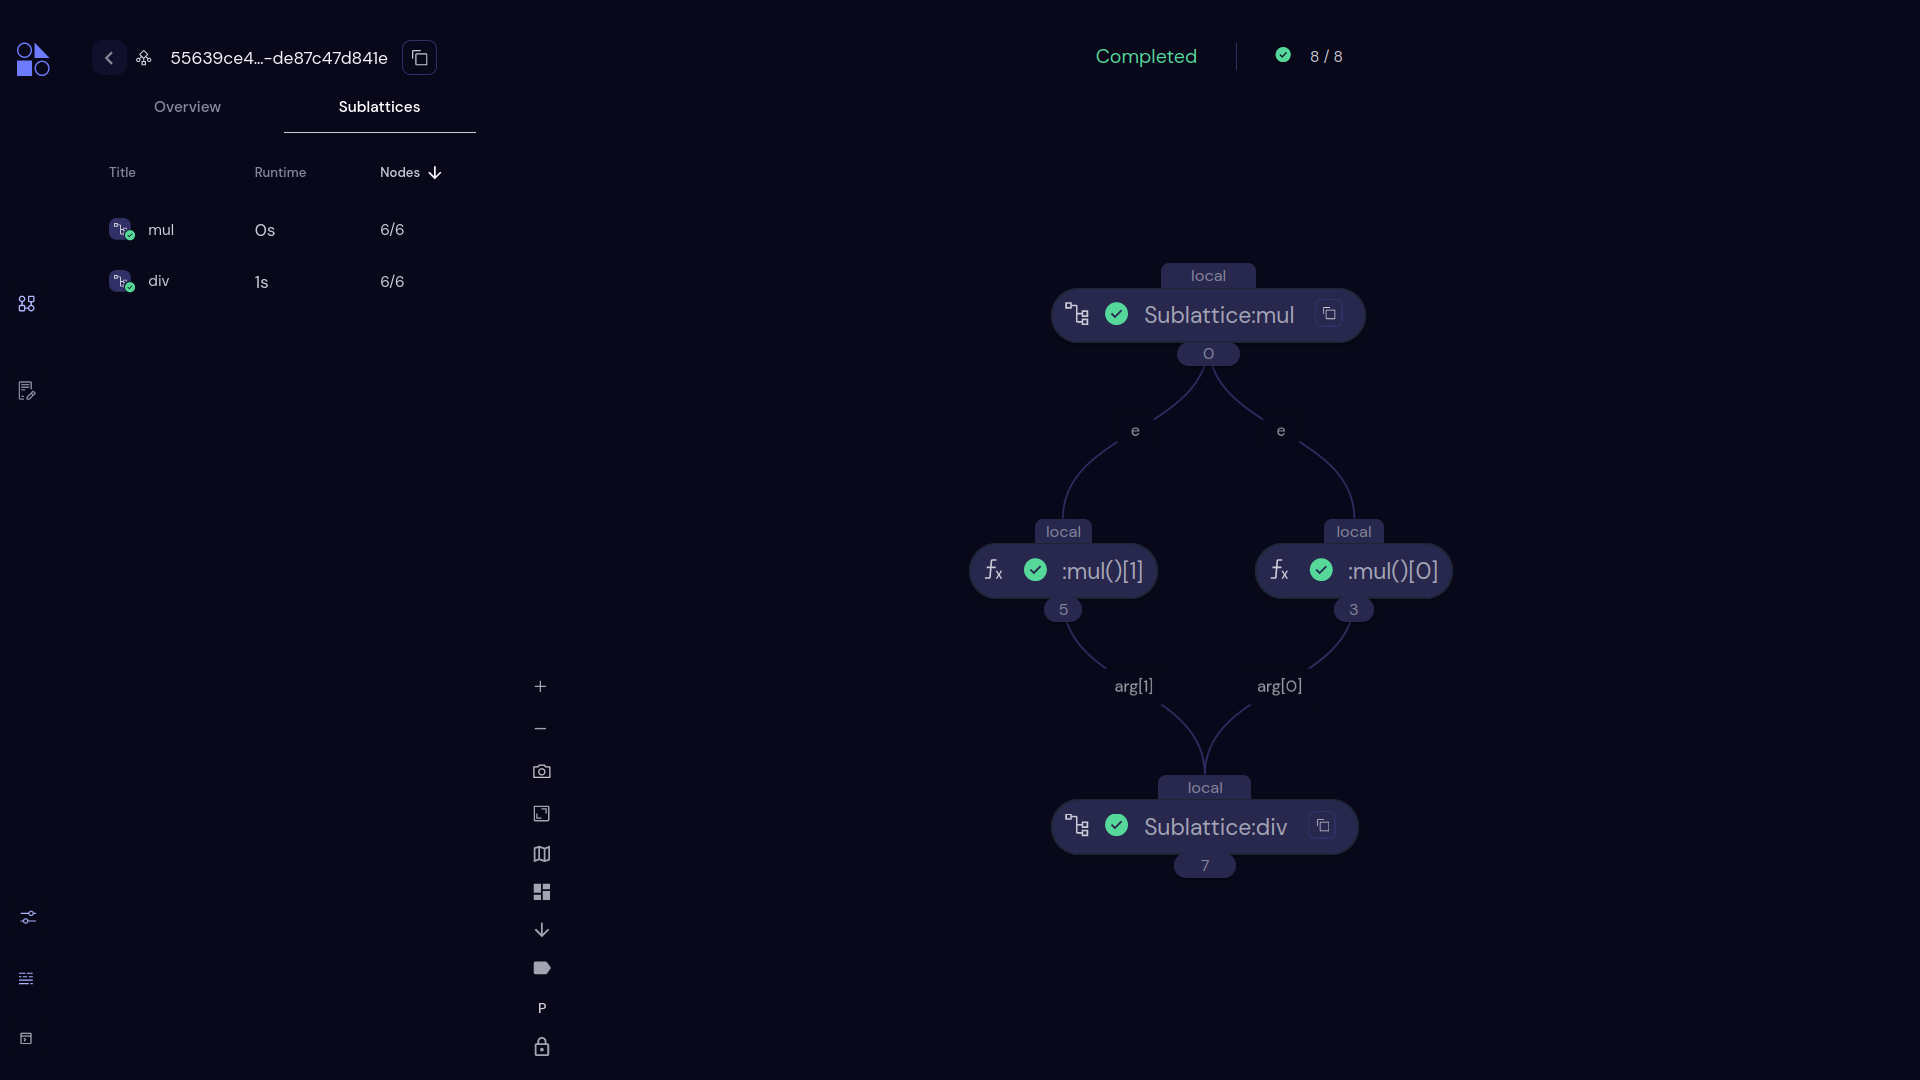 55639ce4...-de87c47d841e
Completed
8 / 8
Overview
Sublattices
Title
Runtime
Nodes
mul
0s
6/6
div
1s
6/6
local
Sublattice:mul
0
e
e
local
local
:mul()[1]
:mul()[0]
5
3
arg[1]
arg[0]
local
Sublattice:div
7
P